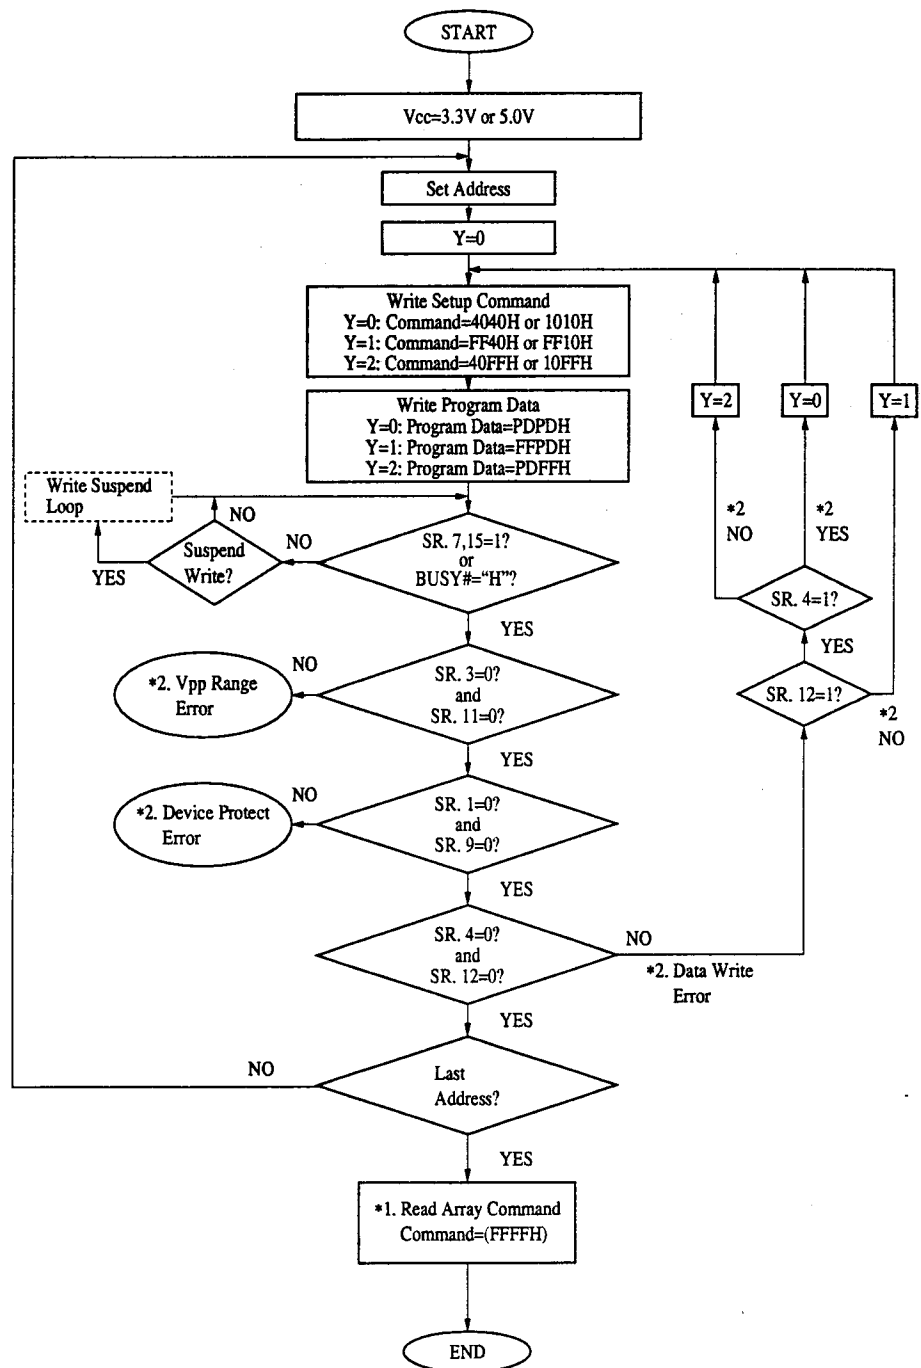 START
Vcc=3.3V or 5.0V
Set Address
Y=0
Write Setup Command
Y=0: Command=4040H or 1010H
Y=1: Command=FF40H or FF10H
Y=2: Command=40FFH or 10FFH
Write Program Data
Y=0: Program Data=PDPDH
Y=1: Program Data=FFPDH
Y=2: Program Data=PDFFH
Y=2
Y=0
Y=1
Write Suspend
Loop
NO
Suspend
Write?
YES
NO
SR. 7,15=1?
or
BUSY#="H"?
YES
*2
NO
*2
YES
SR. 4=1?
YES
SR. 12=1?
*2
NO
*2. Vpp Range
Error
NO
SR. 3=0?
and
SR. 11=0?
YES
*2. Device Protect
Error
NO
SR. 1=0?
and
SR. 9=0?
YES
SR. 4=0?
and
SR. 12=0?
NO
*2. Data Write
Error
YES
NO
Last
Address?
YES
*1. Read Array Command
Command=(FFFFH)
END